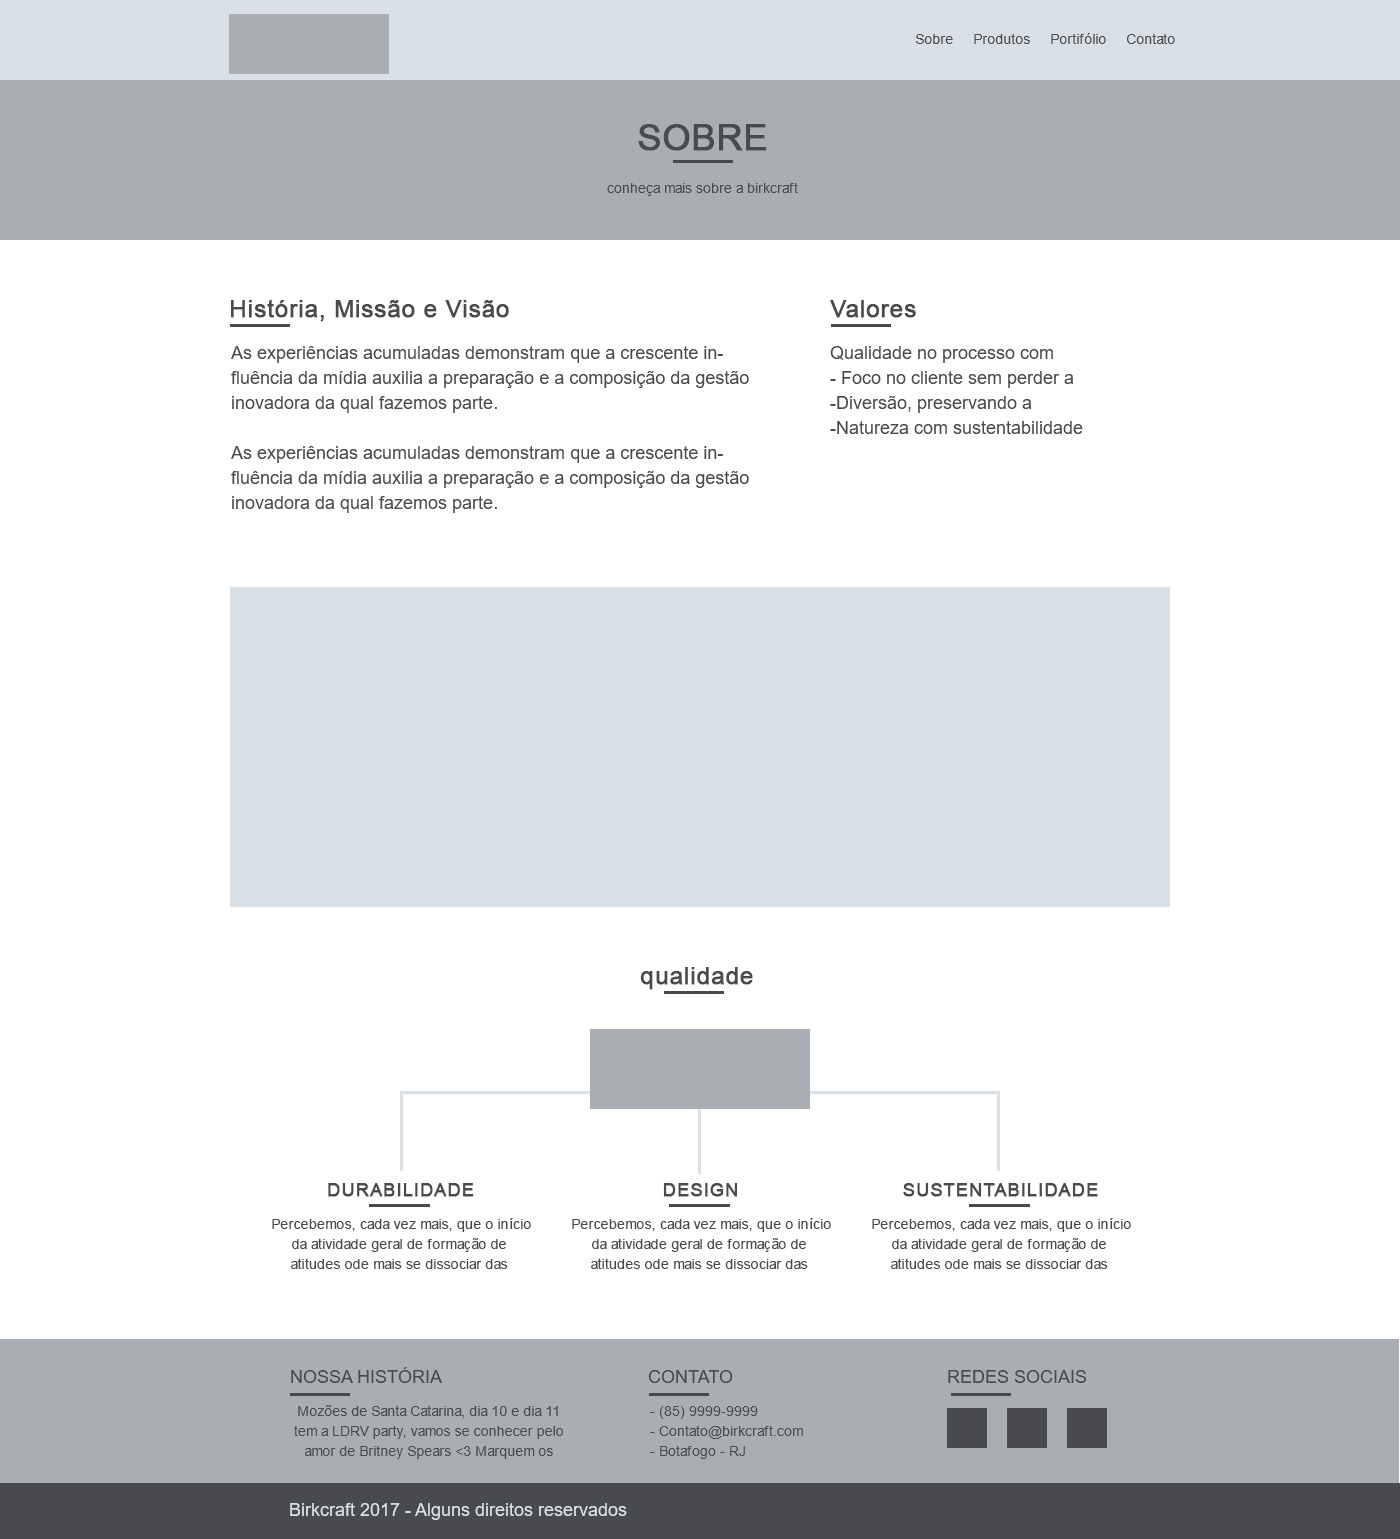 Sobre Produtos Portifólio Contato
SOBRE
conheça mais sobre a birkcraft
História, Missão e Visão
As experiências acumuladas demonstram que a crescente in-
fluência da mídia auxilia a preparação e a composição da gestão
inovadora da qual fazemos parte.
As experiências acumuladas demonstram que a crescente in-
fluência da mídia auxilia a preparação e a composição da gestão
inovadora da qual fazemos parte.
Valores
Qualidade no processo com
- Foco no cliente sem perder a
-Diversão, preservando a
-Natureza com sustentabilidade
qualidade
DURABILIDADE
Percebemos, cada vez mais, que o início
da atividade geral de formação de
atitudes ode mais se dissociar das
DESIGN
Percebemos, cada vez mais, que o início
da atividade geral de formação de
atitudes ode mais se dissociar das
SUSTENTABILIDADE
Percebemos, cada vez mais, que o início
da atividade geral de formação de
atitudes ode mais se dissociar das
NOSSA HISTÓRIA
Mozões de Santa Catarina, dia 10 e dia 11
tem a LDRV party, vamos se conhecer pelo
amor de Britney Spears <3 Marquem os
CONTATO
- (85) 9999-9999
- Contato@birkcraft.com
- Botafogo - RJ
REDES SOCIAIS
Birkcraft 2017 - Alguns direitos reservados